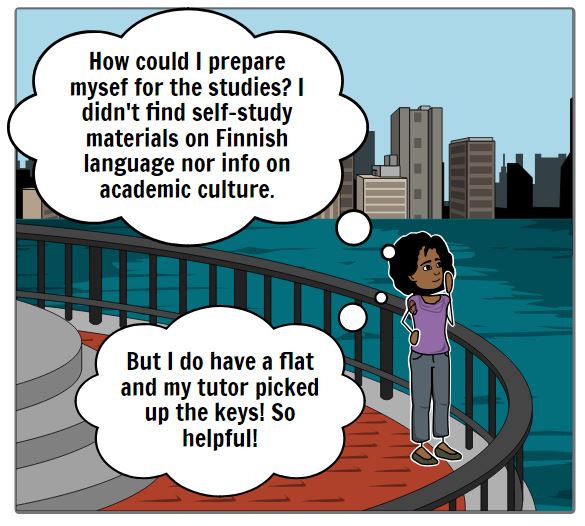 How could I prepare
mysef for the studies? I
didn't find self-study
materials on Finnish
language nor info on
academic culture.
But I do have a flat
and my tutor picked
up the keys! So
helpful!